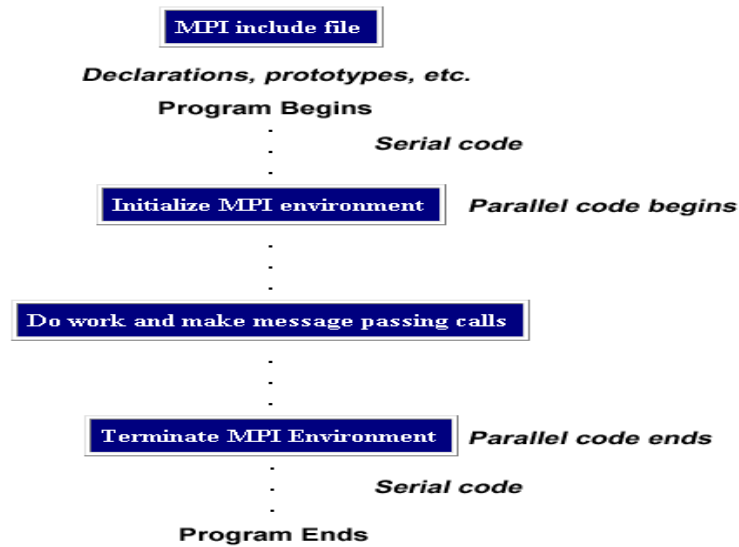 MPI include file
Declarations, prototypes, etc.
Program Begins
Serial code
Initialize MPI environment
Parallel code begins
Do work and make message passing calls
Terminate MPI Environment
Parallel code ends
Serial code
Program Ends